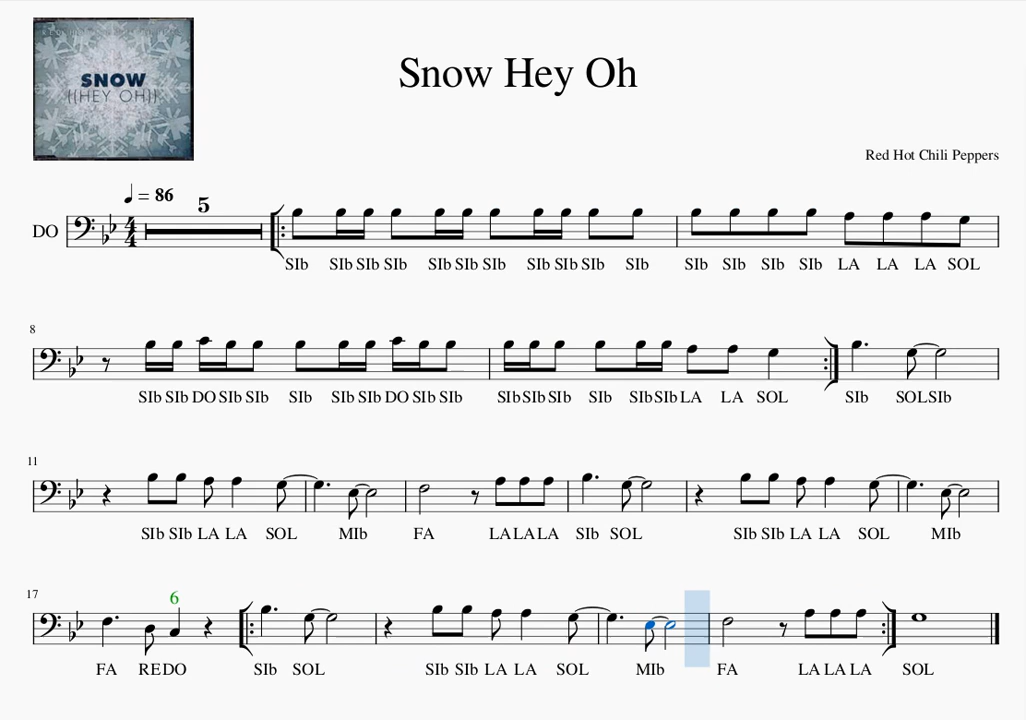 SNOW
((HEY OH))
Snow Hey Oh
Red Hot Chili Peppers
♩ = 86
5
DO
4
4
SIb SIb SIb SIb SIb SIb SIb SIb SIb SIb SIb SIb SIb SIb SIb LA LA LA SOL
8
SIb SIb DO SIb SIb SIb SIb SIb DO SIb SIb SIb SIb SIb SIb SIb SIb LA LA SOL SIb SOL SIb
11
SIb SIb LA LA SOL MIb FA LA LA LA SIb SOL SIb SIb LA LA SOL MIb
17
6
FA RE DO SIb SOL SIb SIb LA LA SOL MIb FA LA LA LA SOL